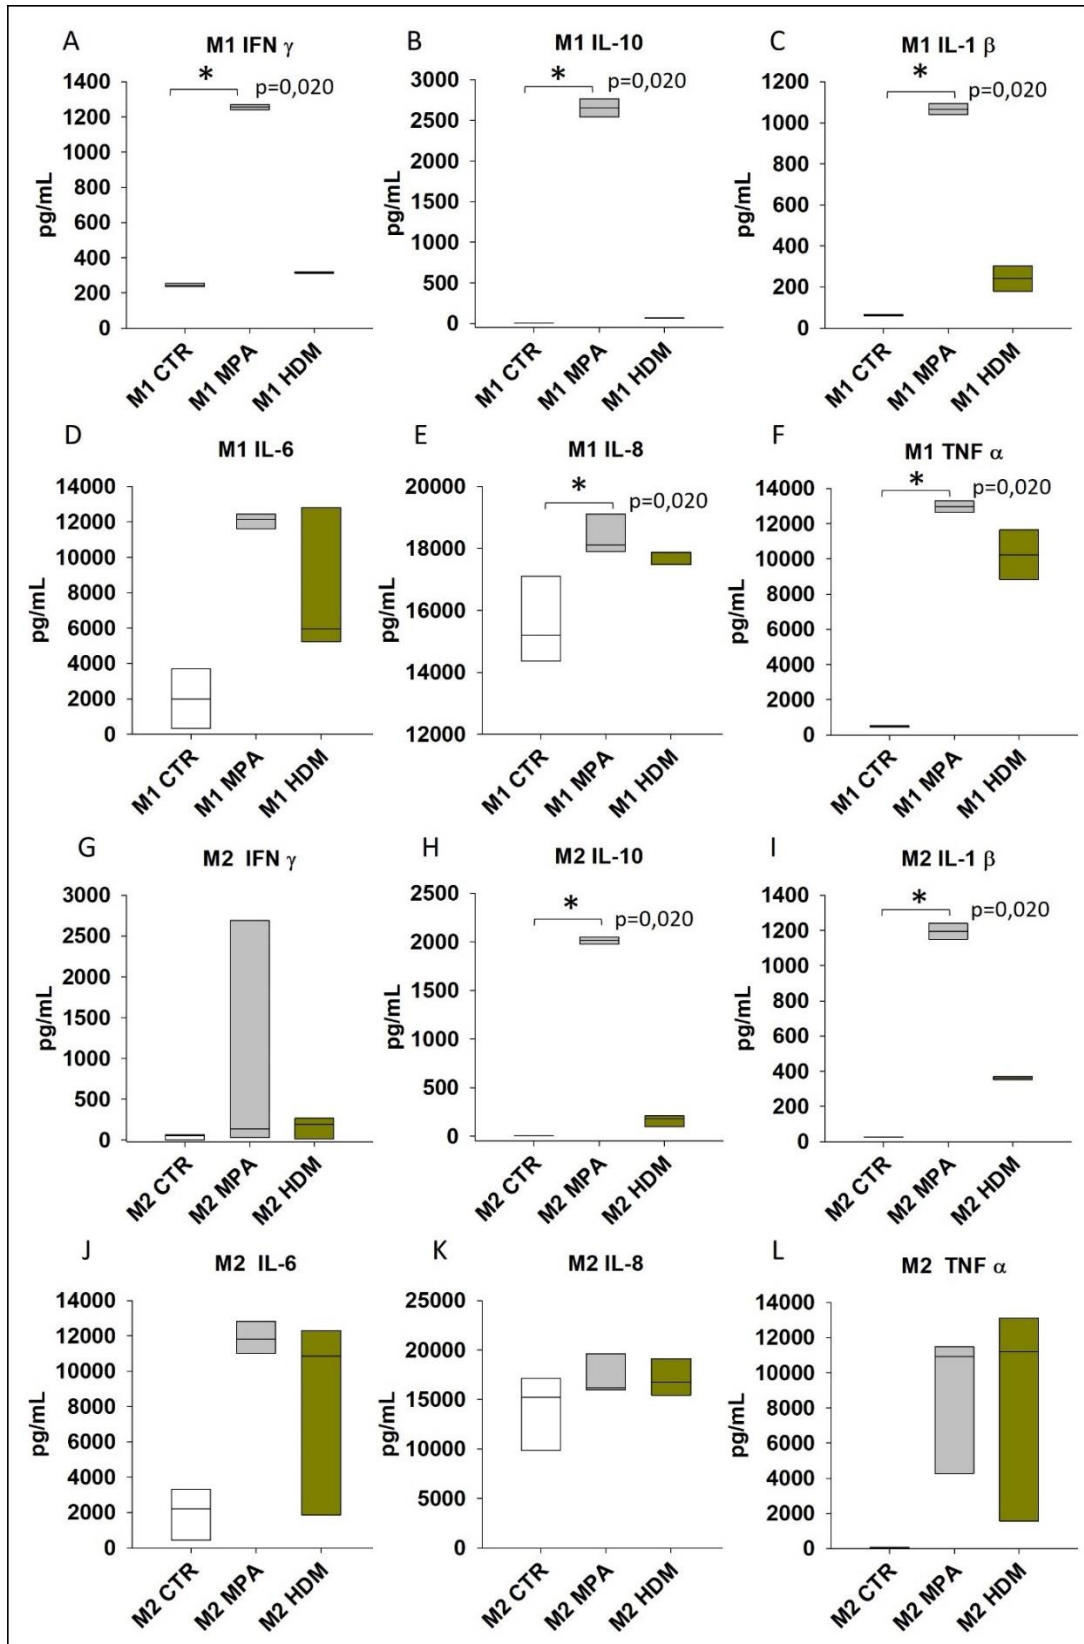 A
M1 IFN γ
pg/mL
1400
1200
1000
800
600
400
200
0
*
p=0,020
M1 CTR
M1 MPA
M1 HDM
B
M1 IL-10
pg/mL
3000
2500
2000
1500
1000
500
0
*
p=0,020
M1 CTR
M1 MPA
M1 HDM
C
M1 IL-1 β
pg/mL
1200
1000
800
600
400
200
0
*
p=0,020
M1 CTR
M1 MPA
M1 HDM
D
M1 IL-6
pg/mL
14000
12000
10000
8000
6000
4000
2000
0
M1 CTR
M1 MPA
M1 HDM
E
M1 IL-8
pg/mL
20000
18000
16000
14000
12000
*
p=0,020
M1 CTR
M1 MPA
M1 HDM
F
M1 TNF α
pg/mL
14000
12000
10000
8000
6000
4000
2000
0
*
p=0,020
M1 CTR
M1 MPA
M1 HDM
G
M2 IFN γ
pg/mL
3000
2500
2000
1500
1000
500
0
M2 CTR
M2 MPA
M2 HDM
H
M2 IL-10
pg/mL
2500
2000
1500
1000
500
0
*
p=0,020
M2 CTR
M2 MPA
M2 HDM
I
M2 IL-1 β
pg/mL
1400
1200
1000
800
600
400
200
0
*
p=0,020
M2 CTR
M2 MPA
M2 HDM
J
M2 IL-6
pg/mL
14000
12000
10000
8000
6000
4000
2000
0
M2 CTR
M2 MPA
M2 HDM
K
M2 IL-8
pg/mL
25000
20000
15000
10000
5000
0
M2 CTR
M2 MPA
M2 HDM
L
M2 TNF α
pg/mL
14000
12000
10000
8000
6000
4000
2000
0
M2 CTR
M2 MPA
M2 HDM